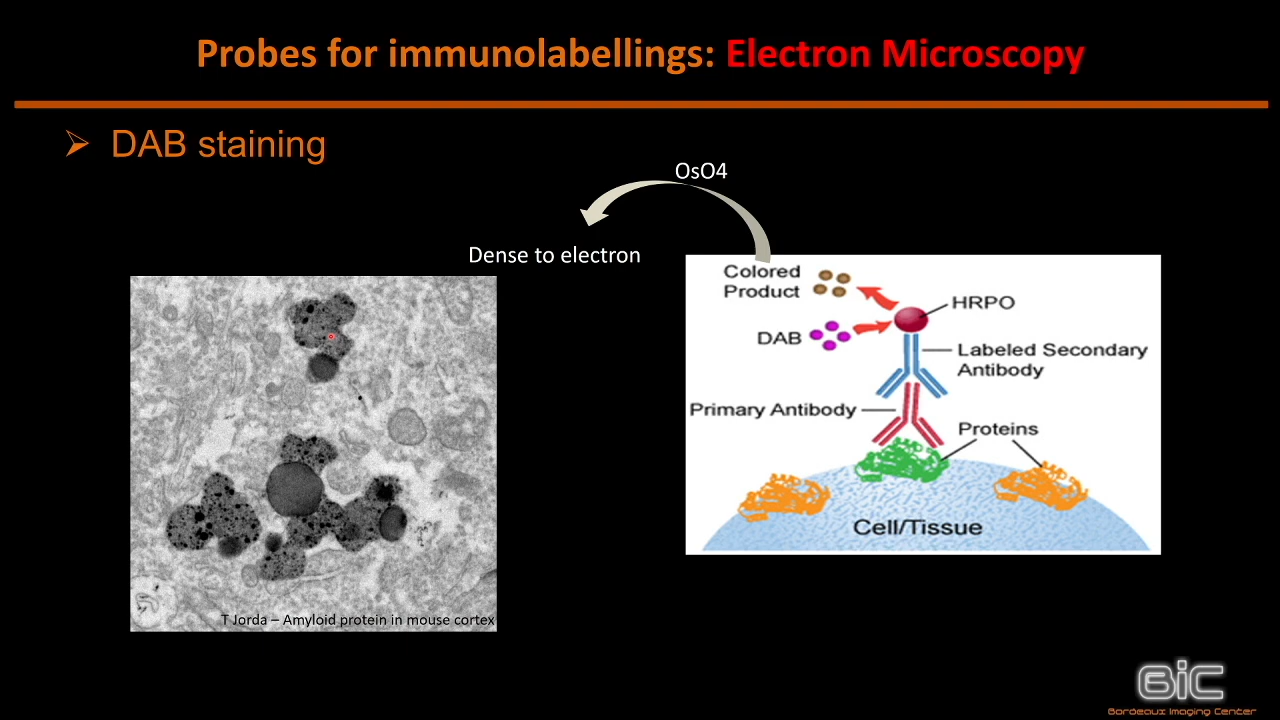 Probes for immunolabellings: Electron Microscopy
DAB staining
OsO4
Dense to electron
Colored
Product
HRPO
DAB
Labeled Secondary
Antibody
Primary Antibody
Proteins
Cell/Tissue
T Jorda – Amyloid protein in mouse cortex
BiC
Bordeaux Imaging Center